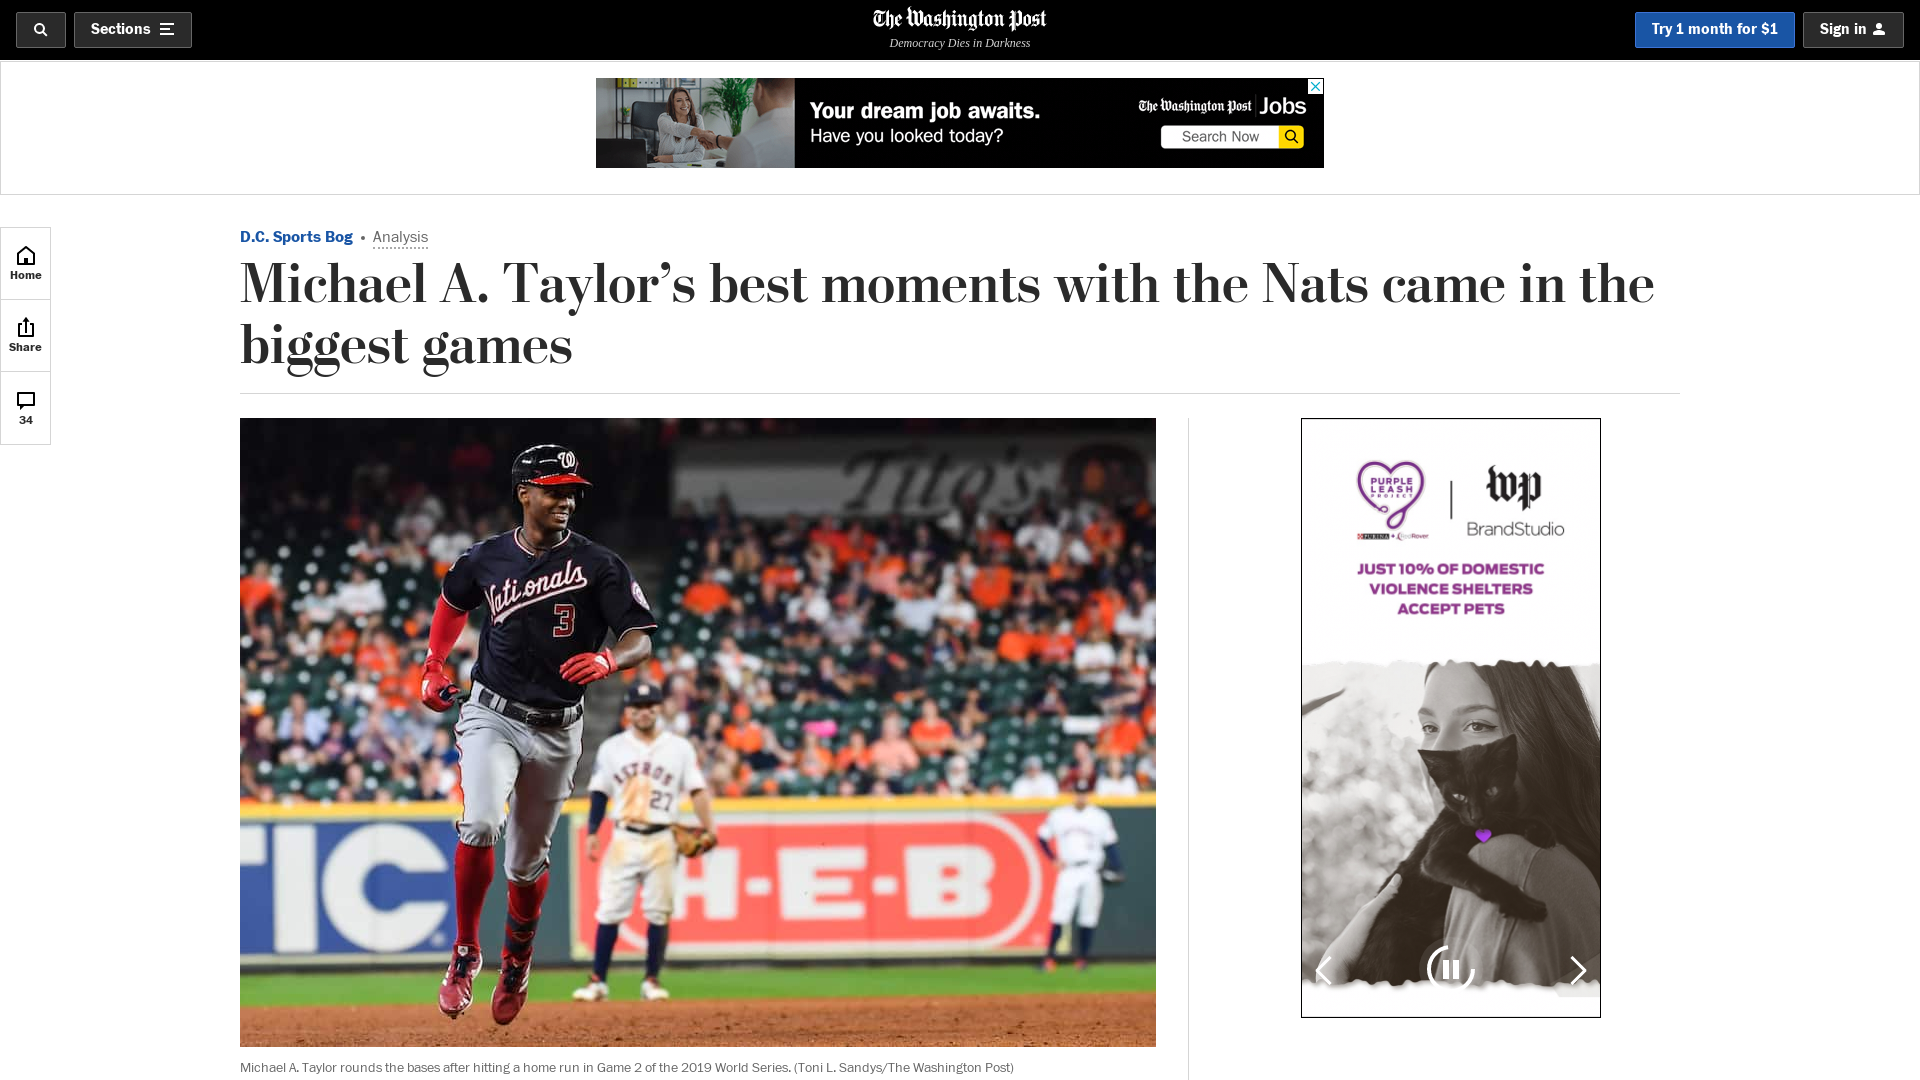 Sections
The Washington Post
Democracy Dies in Darkness
Try 1 month for $1
Sign in
Your dream job awaits.
Have you looked today?
The Washington Post Jobs
Search Now
Home
Share
34
D.C. Sports Bog • Analysis
Michael A. Taylor’s best moments with the Nats came in the
biggest games
Tito's
W
Nationals
3
ASTROS
27
TIC
H-E-B
PURPLE
LEASH
PROJECT
PURINA + RedRover
wp
BrandStudio
JUST 10% OF DOMESTIC
VIOLENCE SHELTERS
ACCEPT PETS
Michael A. Taylor rounds the bases after hitting a home run in Game 2 of the 2019 World Series. (Toni L. Sandys/The Washington Post)